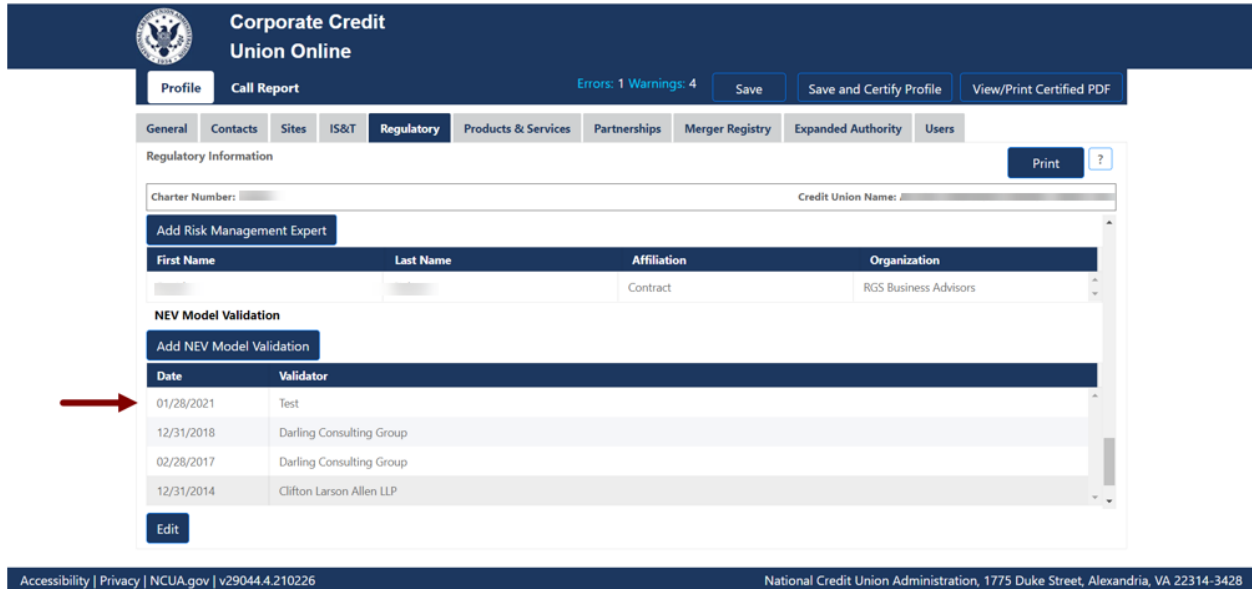 Corporate Credit
Union Online
Profile Call Report Errors: 1 Warnings: 4 Save Save and Certify Profile View/Print Certified PDF
General Contacts Sites IS&T Regulatory Products & Services Partnerships Merger Registry Expanded Authority Users
Regulatory Information Print ?
Charter Number: Credit Union Name:
Add Risk Management Expert
First Name Last Name Affiliation Organization
Contract RGS Business Advisors
NEV Model Validation
Add NEV Model Validation
Date Validator
01/28/2021 Test
12/31/2018 Darling Consulting Group
02/28/2017 Darling Consulting Group
12/31/2014 Clifton Larson Allen LLP
Edit
Accessibility | Privacy | NCUA.gov | v29044.4.210226 National Credit Union Administration, 1775 Duke Street, Alexandria, VA 22314-3428